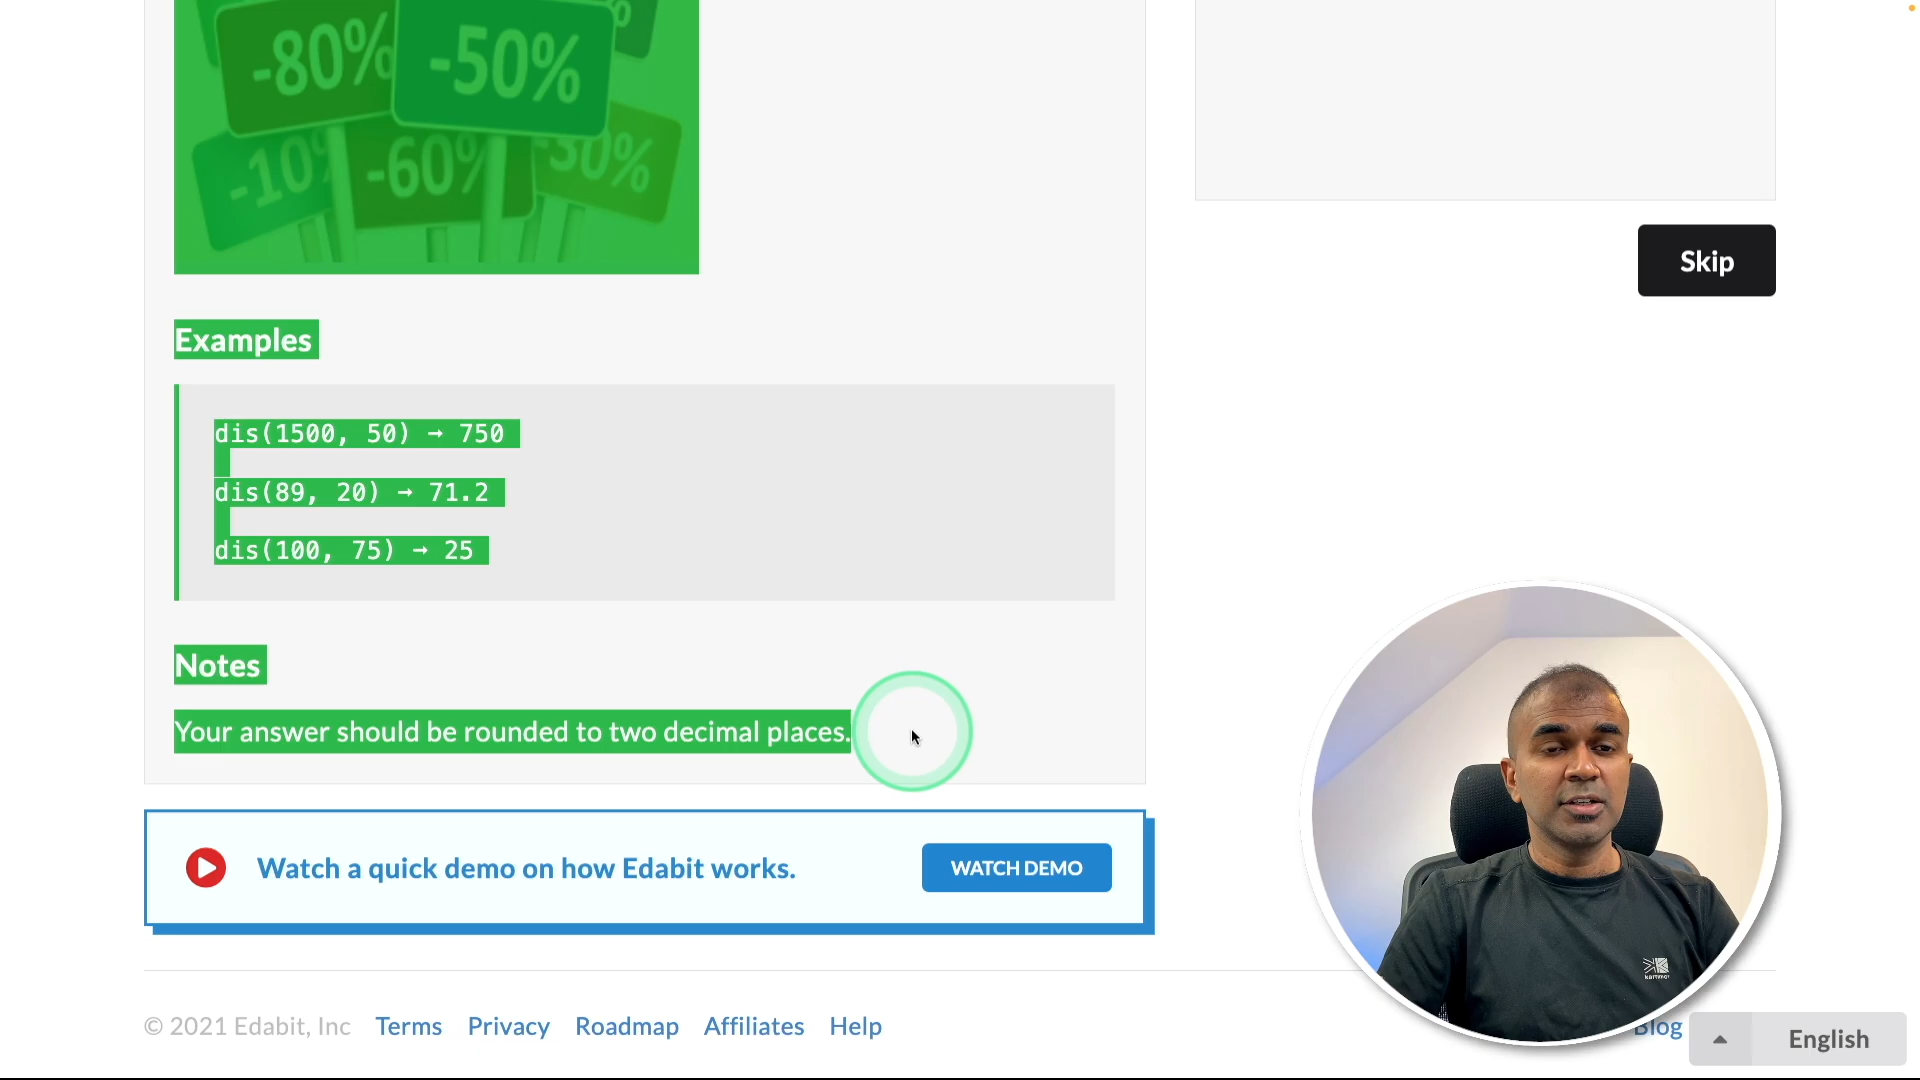 -80%
-50%
%
-10%
-60%
-30%
Skip
Examples
dis(1500, 50) → 750
dis(89, 20) → 71.2
dis(100, 75) → 25
Notes
Your answer should be rounded to two decimal places.
Watch a quick demo on how Edabit works.
WATCH DEMO
© 2021 Edabit, Inc Terms Privacy Roadmap Affiliates Help
Blog
English